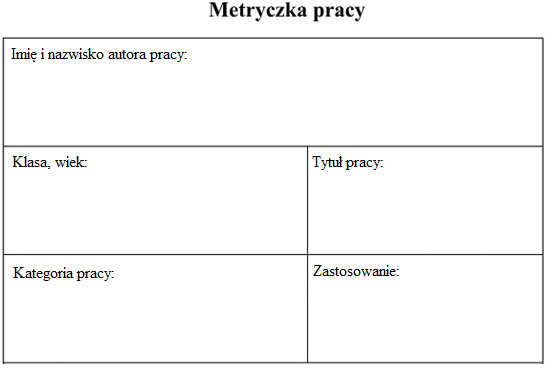 Metryczka pracy
Imię i nazwisko autora pracy:
Klasa, wiek:
Tytuł pracy:
Kategoria pracy:
Zastosowanie: